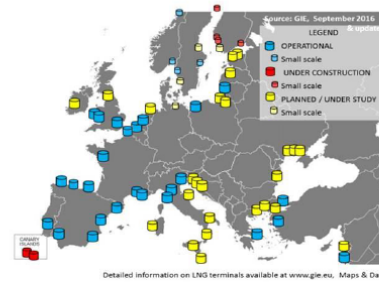 Source: GIE, September 2016
& updat
LEGEND
OPERATIONAL
Small scale
UNDER CONSTRUCTION
Small scale
PLANNED / UNDER STUDY
Small scale
CANARY
ISLANDS
Detailed information on LNG terminals available at www.gie.eu, Maps & Da